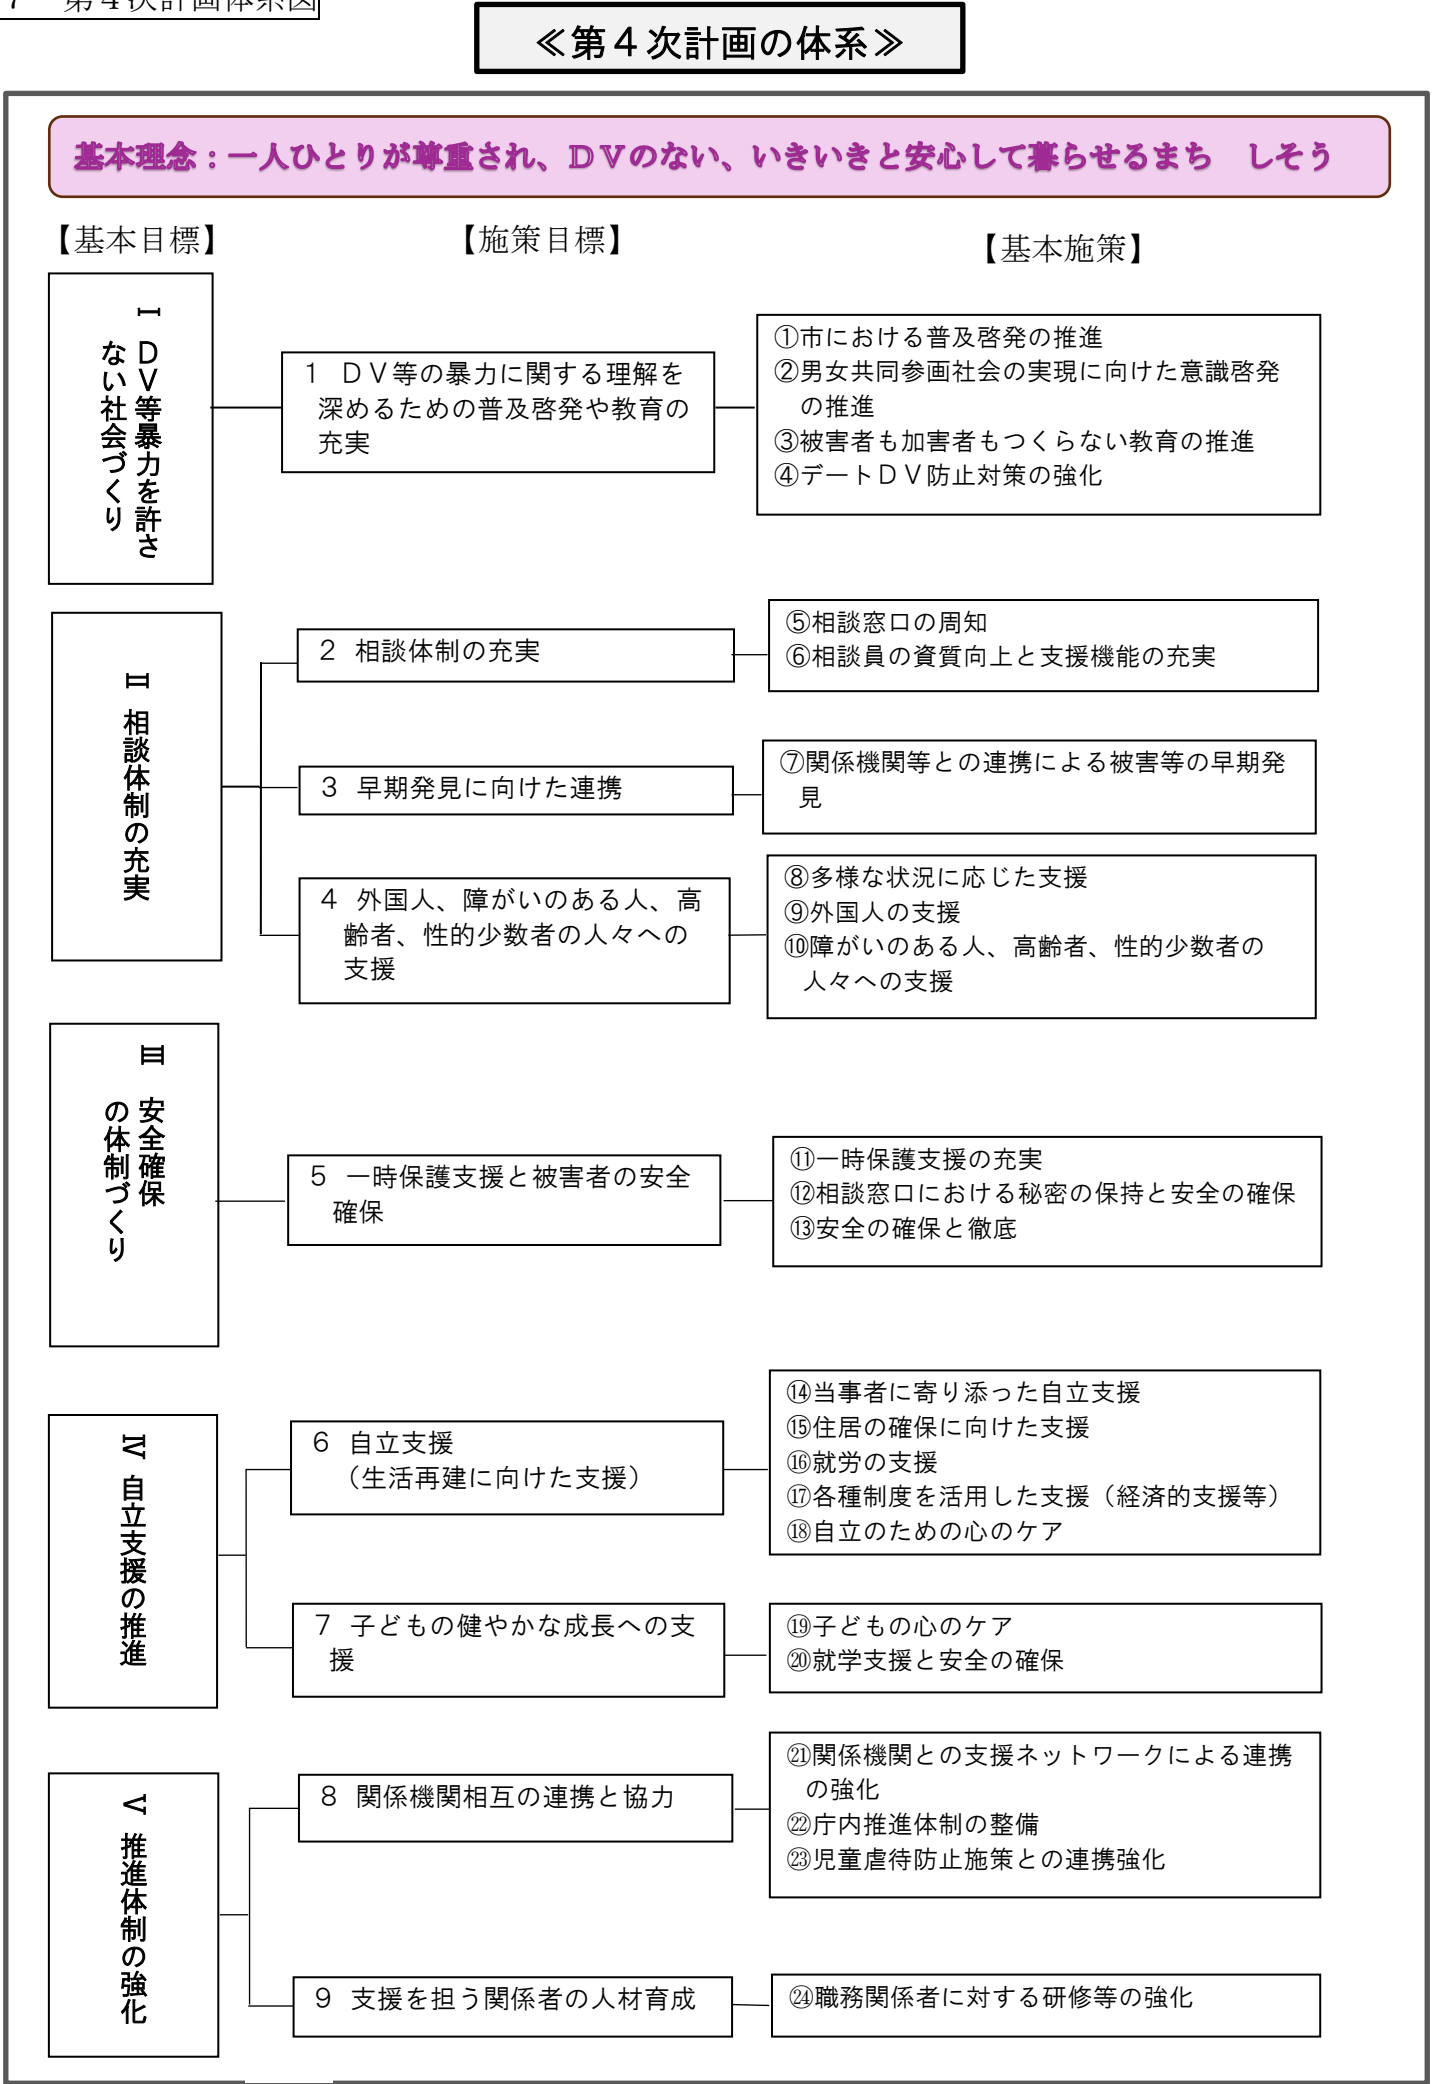 7　第4次計画体系図
≪第４次計画の体系≫
基本理念：一人ひとりが尊重され、ＤＶのない、いきいきと安心して暮らせるまち　しそう
【基本目標】
【施策目標】
【基本施策】
Ⅰ　ＤＶ等暴力を許さ
ない社会づくり
１　ＤＶ等の暴力に関する理解を
深めるための普及啓発や教育の
充実
①市における普及啓発の推進
②男女共同参画社会の実現に向けた意識啓発
の推進
③被害者も加害者もつくらない教育の推進
④デートＤＶ防止対策の強化
Ⅱ　相談体制の充実
２　相談体制の充実
⑤相談窓口の周知
⑥相談員の資質向上と支援機能の充実
３　早期発見に向けた連携
⑦関係機関等との連携による被害等の早期発
見
４　外国人、障がいのある人、高
齢者、性的少数者の人々への
支援
⑧多様な状況に応じた支援
⑨外国人の支援
⑩障がいのある人、高齢者、性的少数者の
人々への支援
Ⅲ　安全確保
の体制づくり
５　一時保護支援と被害者の安全
確保
⑪一時保護支援の充実
⑫相談窓口における秘密の保持と安全の確保
⑬安全の確保と徹底
Ⅳ　自立支援の推進
６　自立支援
（生活再建に向けた支援）
⑭当事者に寄り添った自立支援
⑮住居の確保に向けた支援
⑯就労の支援
⑰各種制度を活用した支援（経済的支援等）
⑱自立のための心のケア
７　子どもの健やかな成長への支
援
⑲子どもの心のケア
⑳就学支援と安全の確保
Ⅴ　推進体制の強化
８　関係機関相互の連携と協力
㉑関係機関との支援ネットワークによる連携
の強化
㉒庁内推進体制の整備
㉓児童虐待防止施策との連携強化
９　支援を担う関係者の人材育成
㉔職務関係者に対する研修等の強化